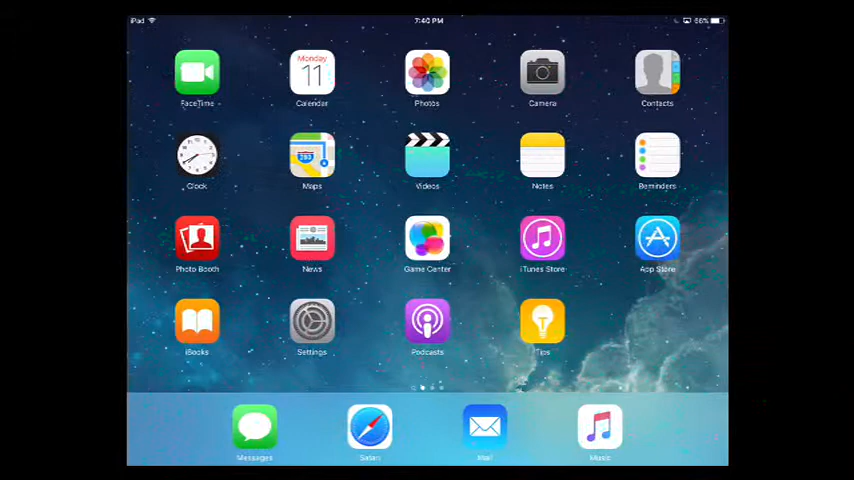 iPad 7:40 PM 66%
FaceTime Monday 11 Calendar Photos Camera Contacts
Clock 280 Maps Videos Notes Reminders
Photo Booth News Game Center iTunes Store App Store
iBooks Settings Podcasts Tips
Messages Safari Mail Music